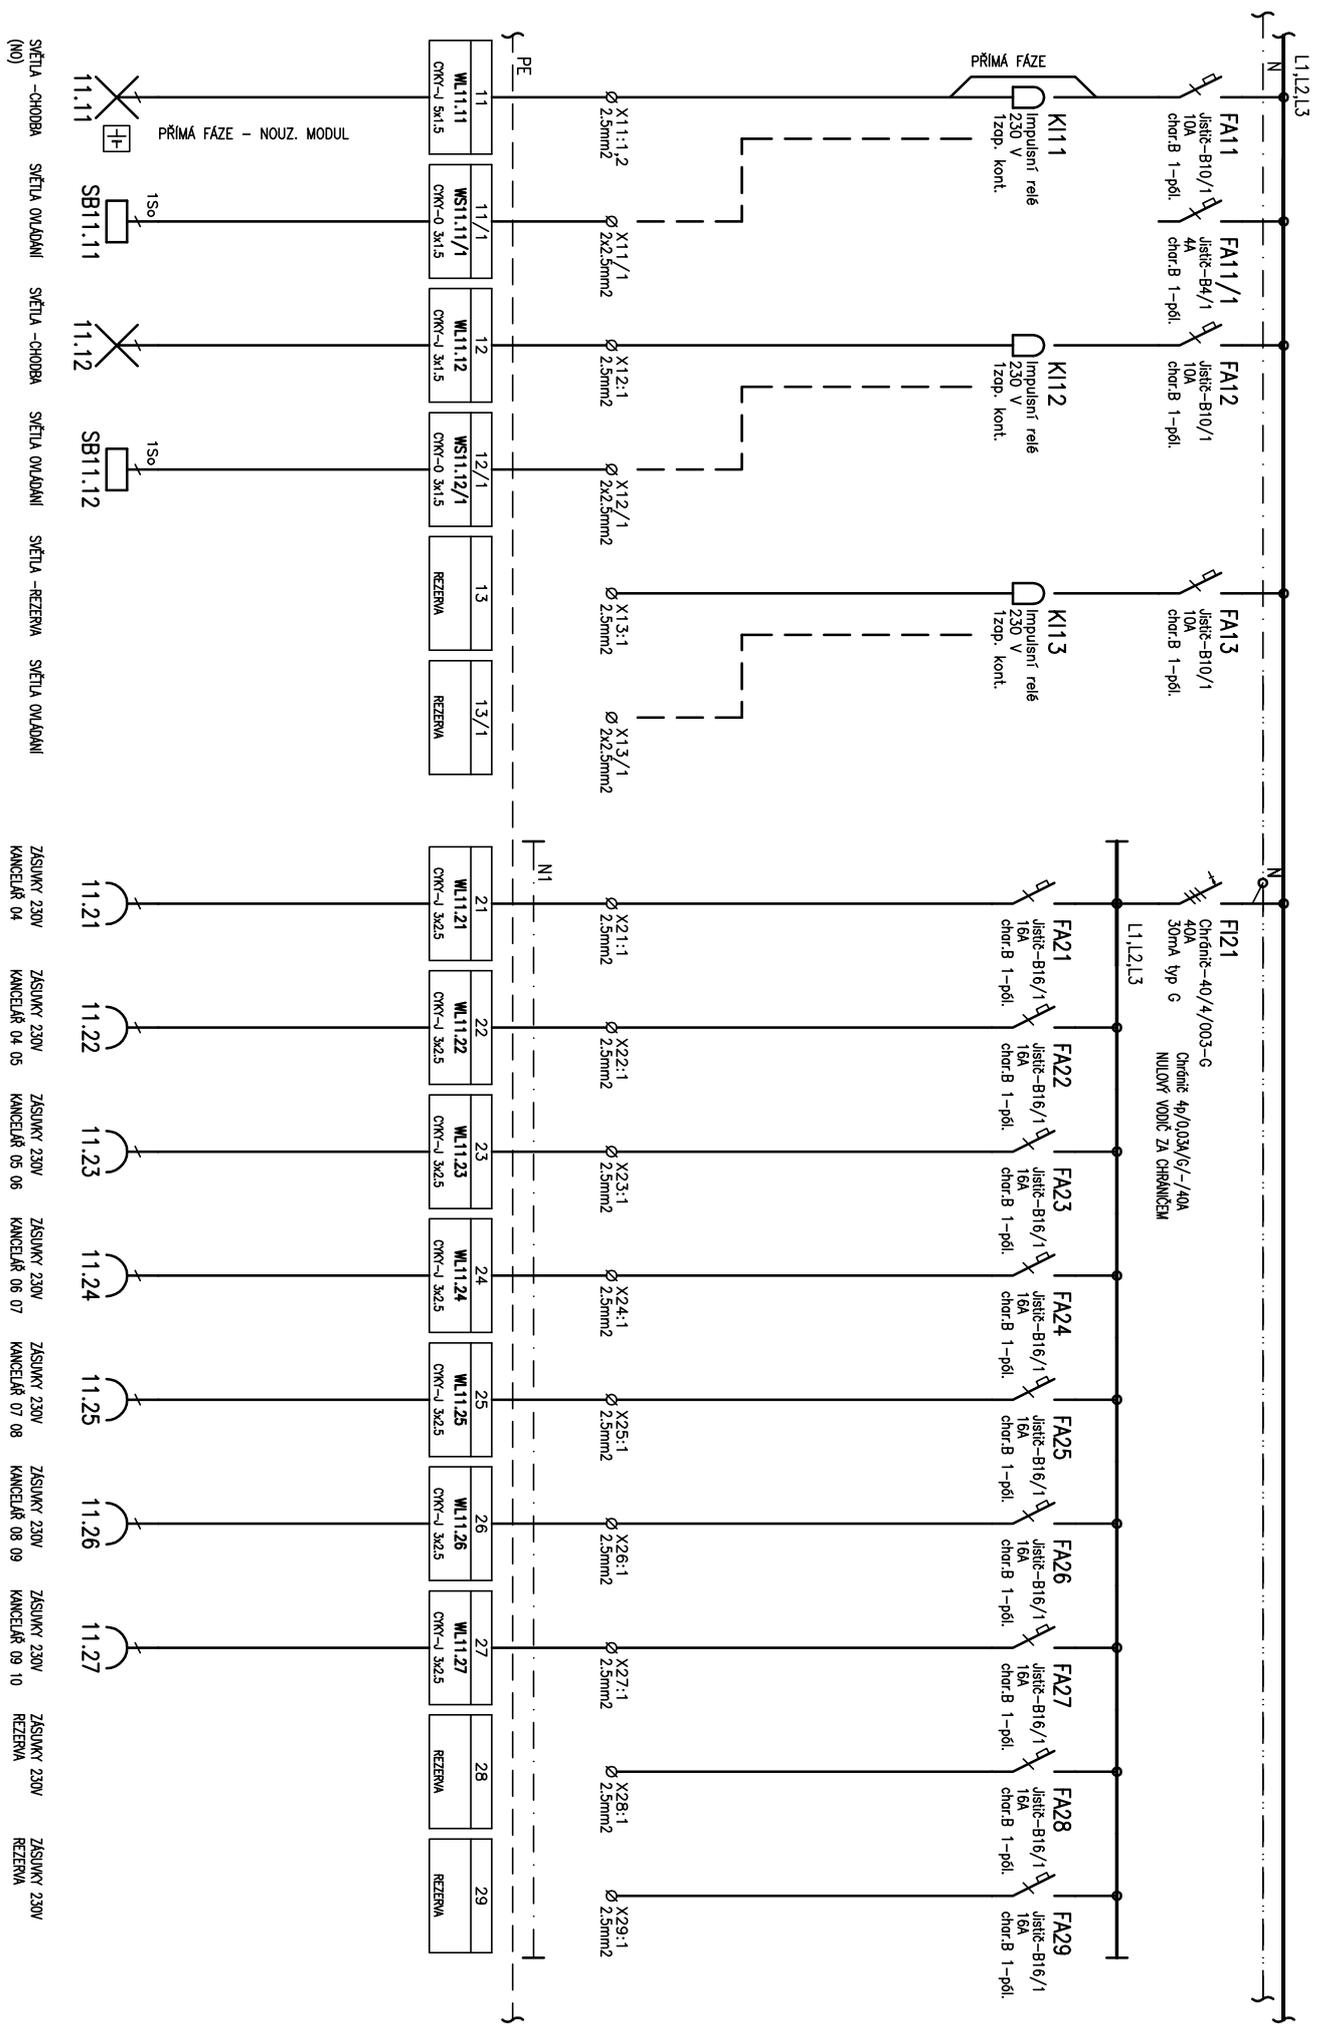 L1,L2,L3
N
FA11
Jistič-B10/1
10A
char.B 1-pól.
FA11/1
Jistič-B4/1
4A
char.B 1-pól.
FA12
Jistič-B10/1
10A
char.B 1-pól.
FA13
Jistič-B10/1
10A
char.B 1-pól.
N
FI21
Chránič-40/4/003-G
40A
30mA typ G
Chránič 4p/0,03A/G/-/40A
NULOVÝ VODIČ ZA CHRÁNIČEM
L1,L2,L3
PŘÍMÁ FÁZE
KI11
Impulsní relé
230 V
1zap. kont.
KI12
Impulsní relé
230 V
1zap. kont.
KI13
Impulsní relé
230 V
1zap. kont.
FA21
Jistič-B16/1
16A
char.B 1-pól.
FA22
Jistič-B16/1
16A
char.B 1-pól.
FA23
Jistič-B16/1
16A
char.B 1-pól.
FA24
Jistič-B16/1
16A
char.B 1-pól.
FA25
Jistič-B16/1
16A
char.B 1-pól.
FA26
Jistič-B16/1
16A
char.B 1-pól.
FA27
Jistič-B16/1
16A
char.B 1-pól.
FA28
Jistič-B16/1
16A
char.B 1-pól.
FA29
Jistič-B16/1
16A
char.B 1-pól.
X11:1,2
2.5mm2
X11/1
2x2.5mm2
X12:1
2.5mm2
X12/1
2x2.5mm2
X13:1
2.5mm2
X13/1
2x2.5mm2
X21:1
2.5mm2
X22:1
2.5mm2
X23:1
2.5mm2
X24:1
2.5mm2
X25:1
2.5mm2
X26:1
2.5mm2
X27:1
2.5mm2
X28:1
2.5mm2
X29:1
2.5mm2
PE
N1
11
WL11.11
CYKY-J 5x1.5
11/1
WS11.11/1
CYKY-O 3x1.5
12
WL11.12
CYKY-J 3x1.5
12/1
WS11.12/1
CYKY-O 3x1.5
13
REZERVA
13/1
REZERVA
21
WL11.21
CYKY-J 3x2.5
22
WL11.22
CYKY-J 3x2.5
23
WL11.23
CYKY-J 3x2.5
24
WL11.24
CYKY-J 3x2.5
25
WL11.25
CYKY-J 3x2.5
26
WL11.26
CYKY-J 3x2.5
27
WL11.27
CYKY-J 3x2.5
28
REZERVA
29
REZERVA
PŘÍMÁ FÁZE - NOUZ. MODUL
1So
1So
11.11
SB11.11
11.12
SB11.12
11.21
11.22
11.23
11.24
11.25
11.26
11.27
SVĚTLA -CHODBA
(NO)
SVĚTLA OVLÁDÁNÍ
SVĚTLA -CHODBA
SVĚTLA OVLÁDÁNÍ
SVĚTLA -REZERVA
SVĚTLA OVLÁDÁNÍ
ZÁSUVKY 230V
KANCELÁŘ 04
ZÁSUVKY 230V
KANCELÁŘ 04 05
ZÁSUVKY 230V
KANCELÁŘ 05 06
ZÁSUVKY 230V
KANCELÁŘ 06 07
ZÁSUVKY 230V
KANCELÁŘ 07 08
ZÁSUVKY 230V
KANCELÁŘ 08 09
ZÁSUVKY 230V
KANCELÁŘ 09 10
ZÁSUVKY 230V
REZERVA
ZÁSUVKY 230V
REZERVA